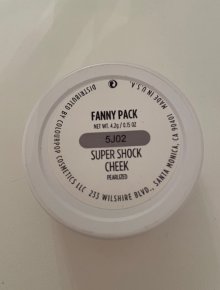 FANNY PACK
NET WT. 4.2g / 0.15 OZ
5J02
SUPER SHOCK
CHEEK
PEARLIZED
DISTRIBUTED BY COLOURPOP COSMETICS LLC 233 WILSHIRE BLVD., SANTA MONICA, CA 90401 MADE IN U.S.A.